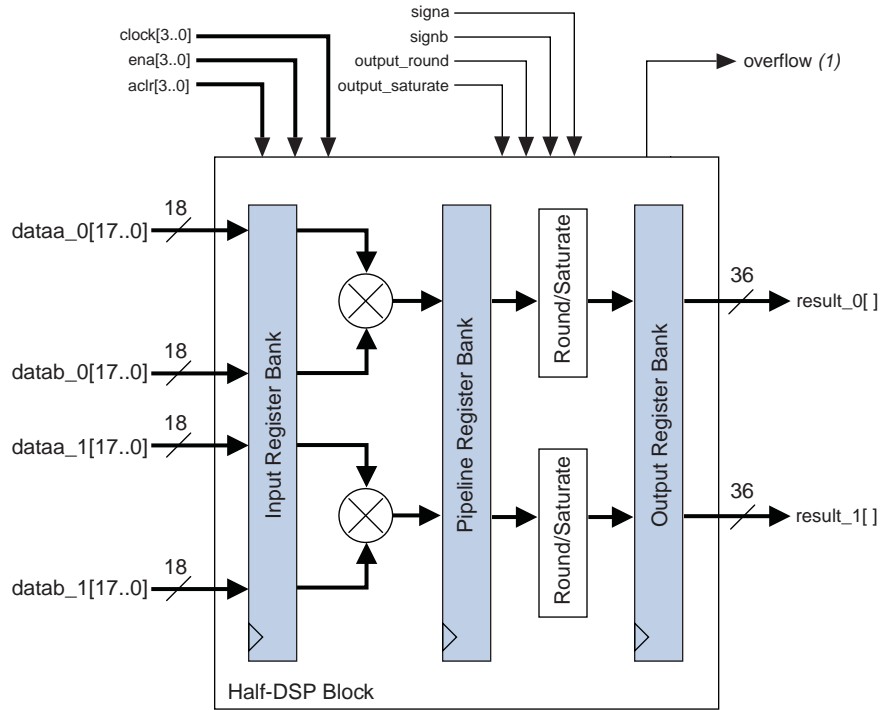 signa
clock[3..0]
signb
ena[3..0]
output_round
overflow (1)
aclr[3..0]
output_saturate
18
dataa_0[17..0]
36
result_0[ ]
18
datab_0[17..0]
18
dataa_1[17..0]
36
result_1[ ]
18
datab_1[17..0]
Input Register Bank
Pipeline Register Bank
Round/Saturate
Round/Saturate
Output Register Bank
Half-DSP Block